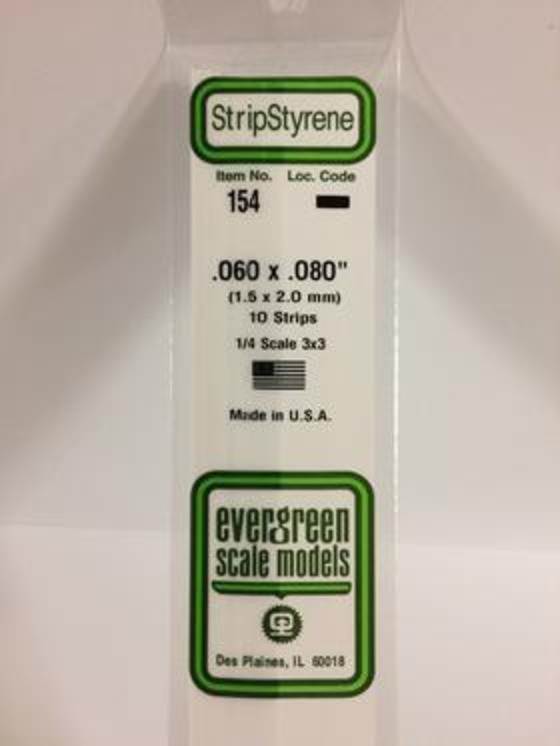 StripStyrene
Item No. Loc. Code
154
.060 x .080"
(1.5 x 2.0 mm)
10 Strips
1/4 Scale 3x3
Made in U.S.A.
evergreen
scale models
Des Plaines, IL 60018